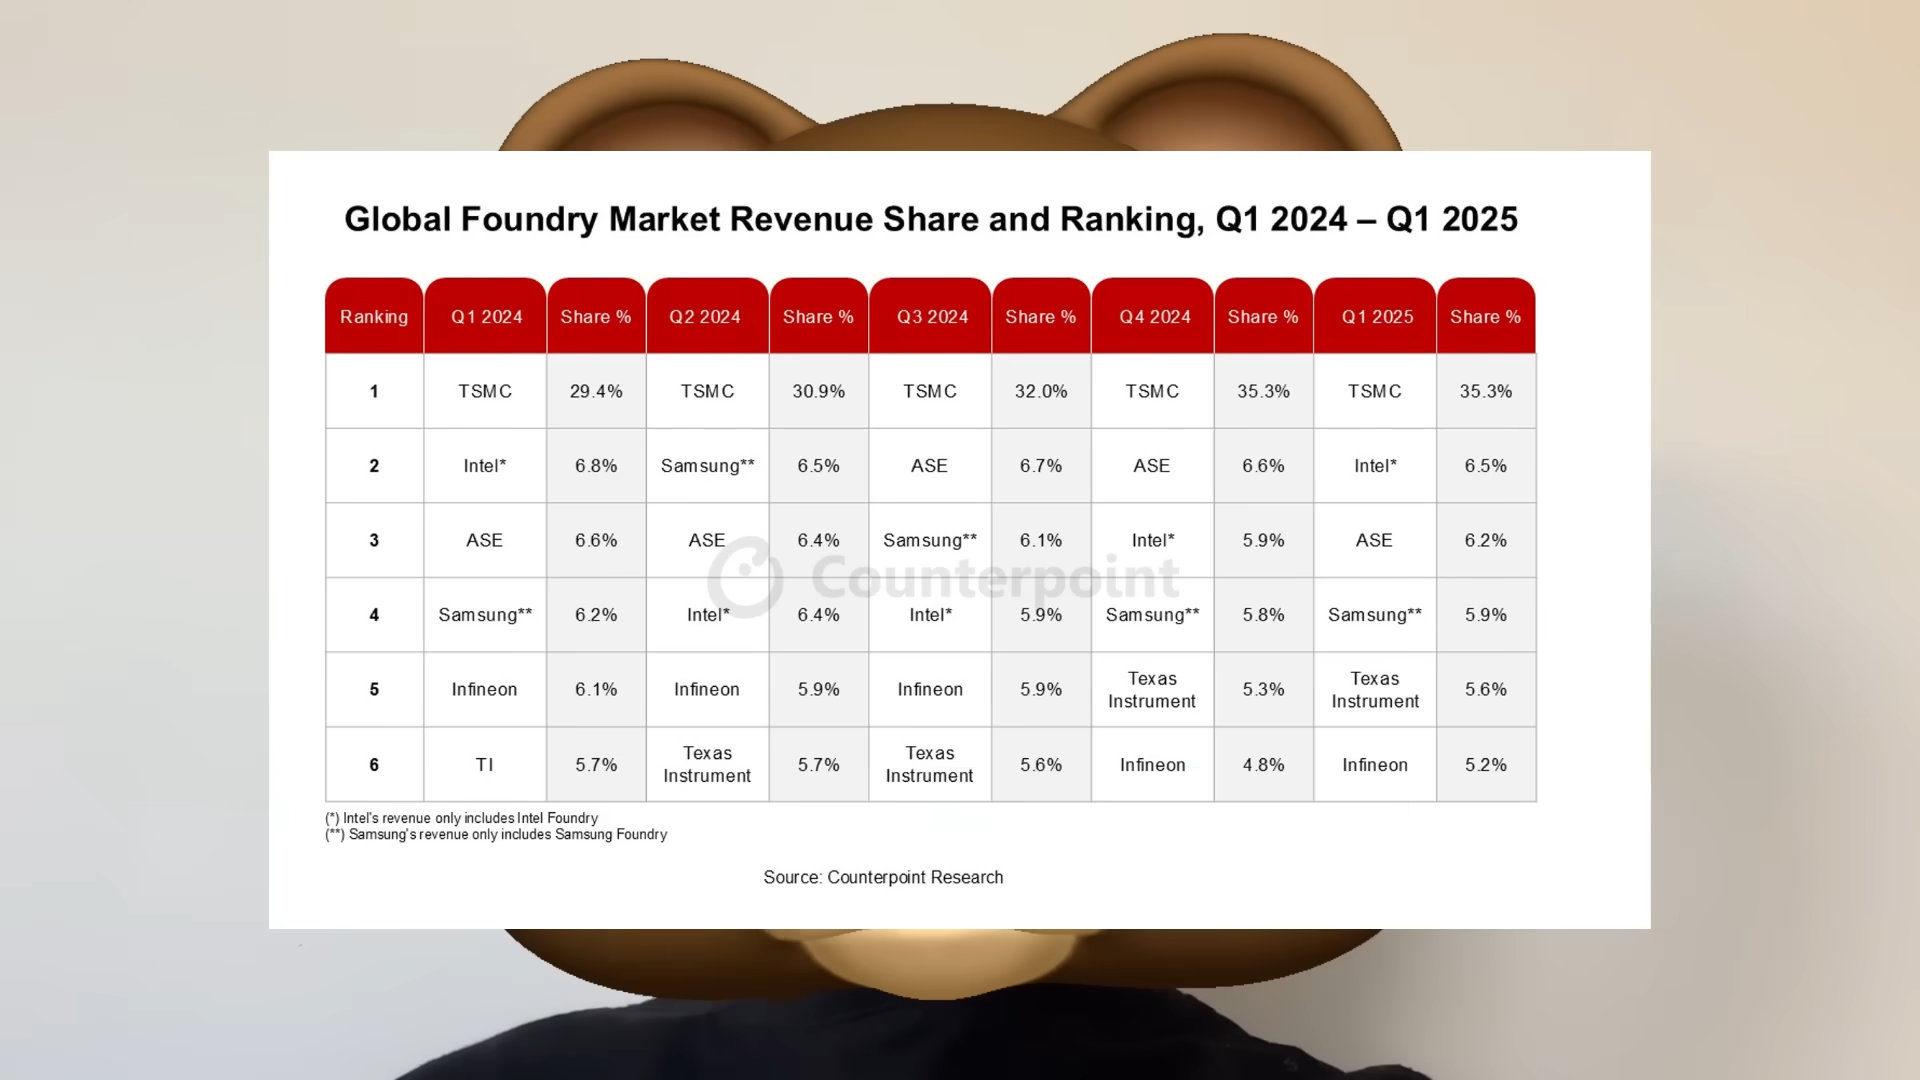 Global Foundry Market Revenue Share and Ranking, Q1 2024 – Q1 2025
Ranking Q1 2024 Share % Q2 2024 Share % Q3 2024 Share % Q4 2024 Share % Q1 2025 Share %
1 TSMC 29.4% TSMC 30.9% TSMC 32.0% TSMC 35.3% TSMC 35.3%
2 Intel* 6.8% Samsung** 6.5% ASE 6.7% ASE 6.6% Intel* 6.5%
3 ASE 6.6% ASE 6.4% Samsung** 6.1% Intel* 5.9% ASE 6.2%
Counterpoint
4 Samsung** 6.2% Intel* 6.4% Intel* 5.9% Samsung** 5.8% Samsung** 5.9%
5 Infineon 6.1% Infineon 5.9% Infineon 5.9% Texas Instrument 5.3% Texas Instrument 5.6%
6 TI 5.7% Texas Instrument 5.7% Texas Instrument 5.6% Infineon 4.8% Infineon 5.2%
(*) Intel's revenue only includes Intel Foundry
(**) Samsung's revenue only includes Samsung Foundry
Source: Counterpoint Research